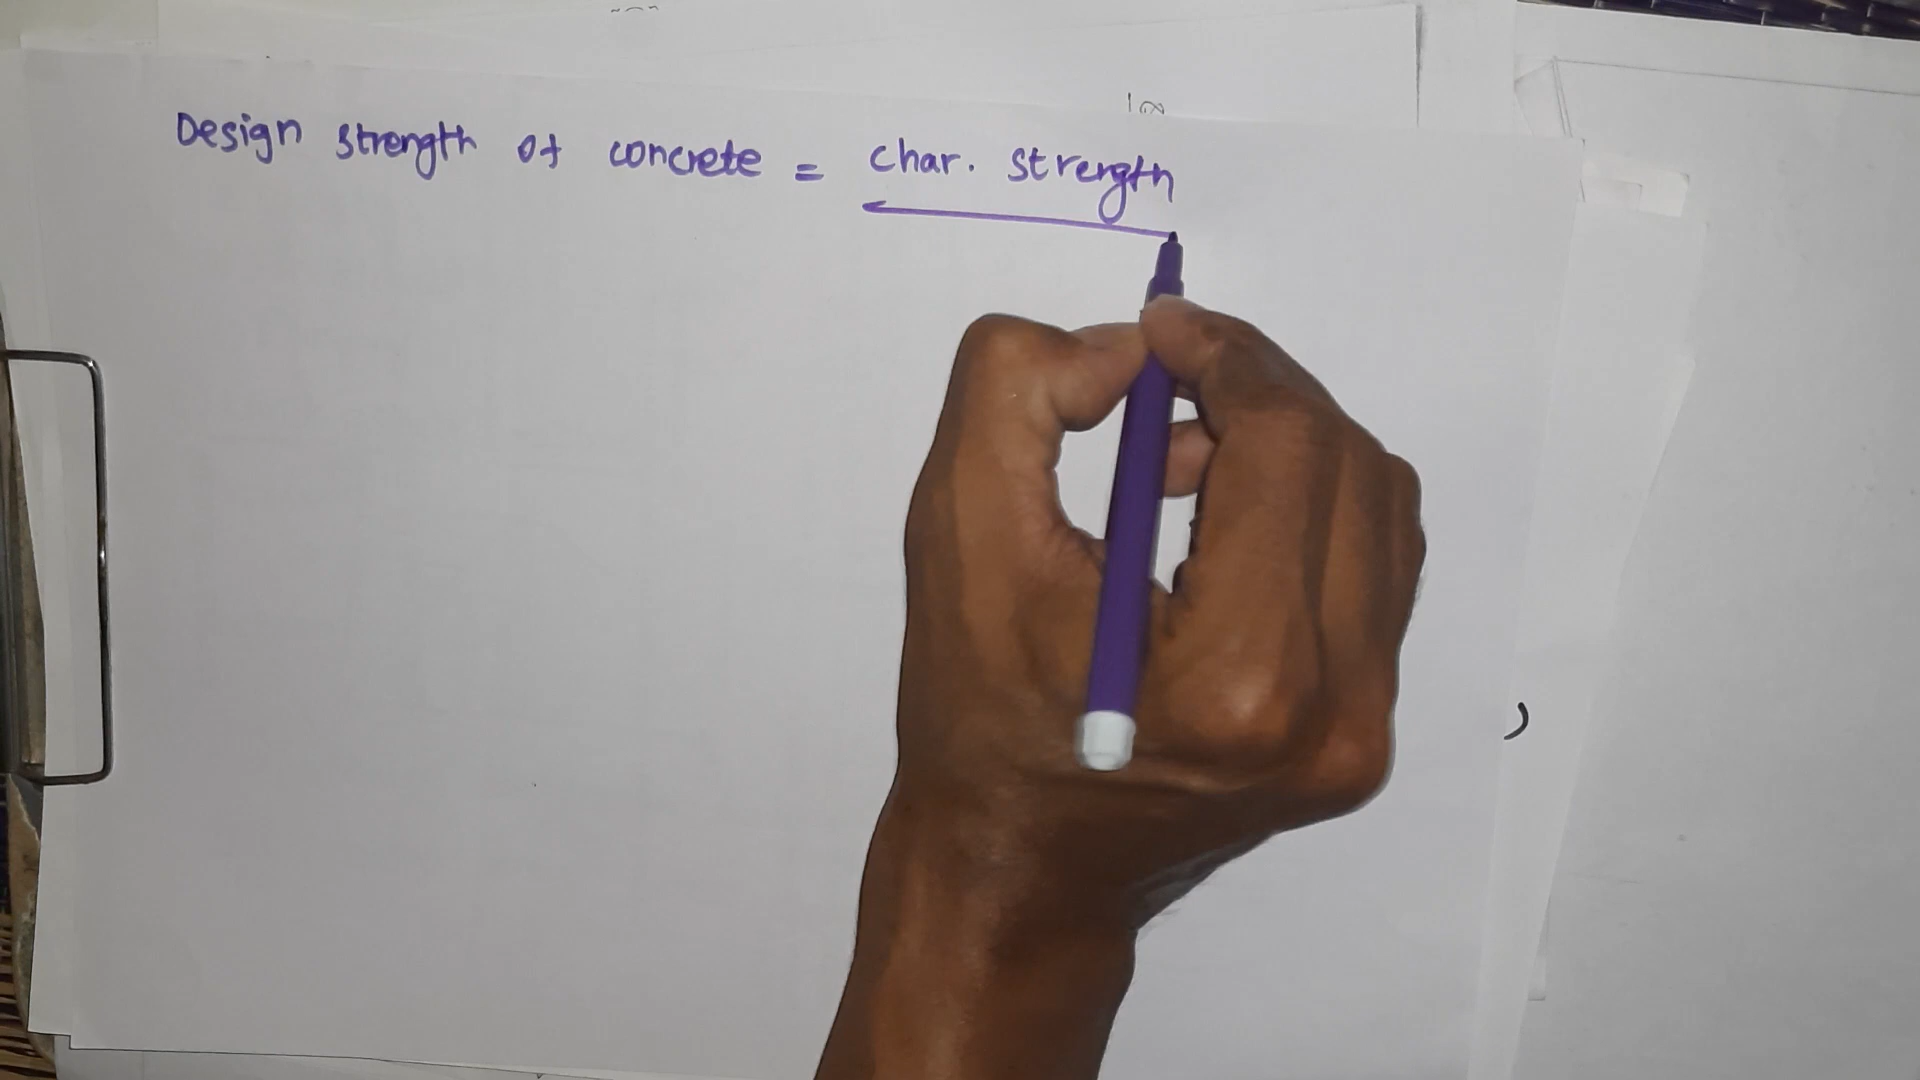 Design strength of concrete = char. strength